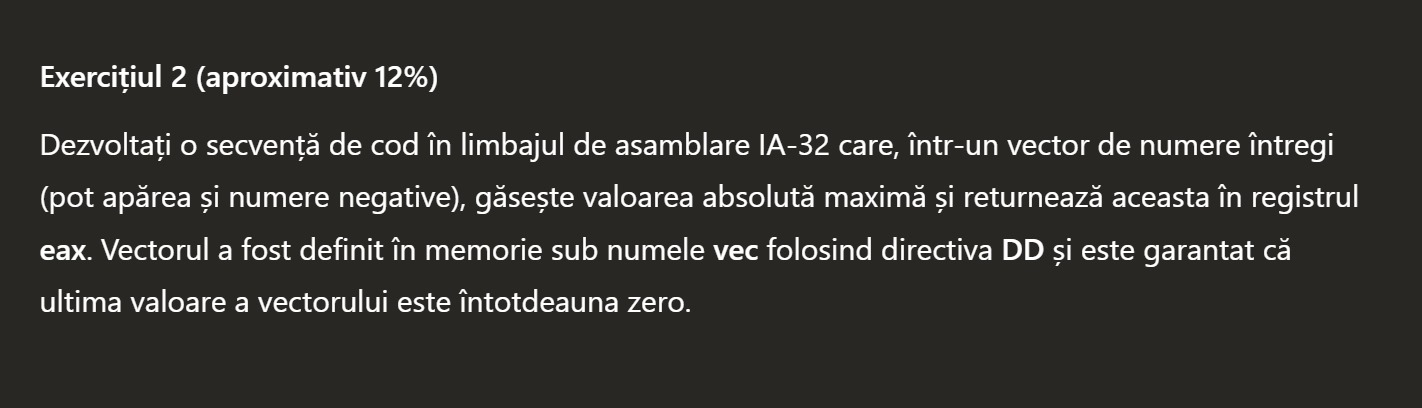 Exercițiul 2 (aproximativ 12%)
Dezvoltați o secvență de cod în limbajul de asamblare IA-32 care, într-un vector de numere întregi
(pot apărea și numere negative), găsește valoarea absolută maximă și returnează aceasta în registrul
eax. Vectorul a fost definit în memorie sub numele vec folosind directiva DD și este garantat că
ultima valoare a vectorului este întotdeauna zero.